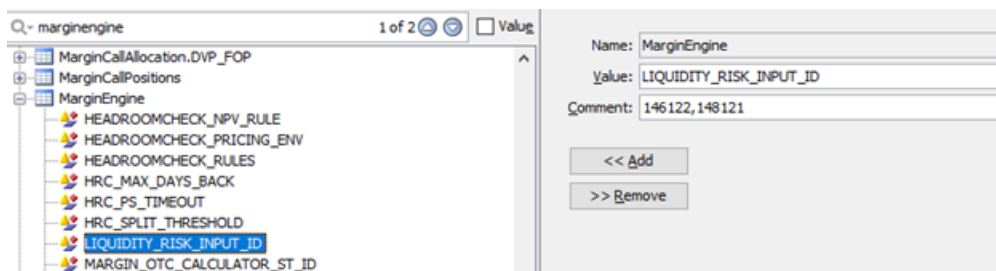 marginengine 1 of 2 Value
MarginCallAllocation.DVP_FOP
MarginCallPositions
MarginEngine
HEADROOMCHECK_NPV_RULE
HEADROOMCHECK_PRICING_ENV
HEADROOMCHECK_RULES
HRC_MAX_DAYS_BACK
HRC_PS_TIMEOUT
HRC_SPLIT_THRESHOLD
LIQUIDITY_RISK_INPUT_ID
MARGIN_OTC_CALCULATOR_ST_ID
Name: MarginEngine
Value: LIQUIDITY_RISK_INPUT_ID
Comment: 146122,148121
<< Add
>> Remove